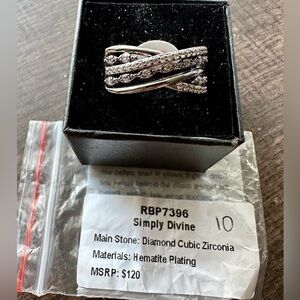 RBP7396
Simply Divine
10
Main Stone: Diamond Cubic Zirconia
Materials: Hematite Plating
MSRP: $120